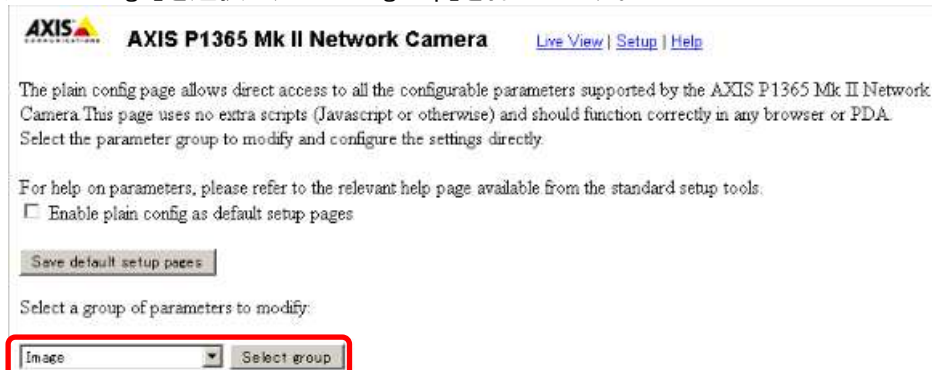 AXIS
COMMUNICATIONS
AXIS P1365 Mk II Network Camera Live View | Setup | Help
The plain config page allows direct access to all the configurable parameters supported by the AXIS P1365 Mk II Network
Camera.This page uses no extra scripts (Javascript or otherwise) and should function correctly in any browser or PDA.
Select the parameter group to modify and configure the settings directly.
For help on parameters, please refer to the relevant help page available from the standard setup tools.
Enable plain config as default setup pages
Save default setup pages
Select a group of parameters to modify:
Image Select group